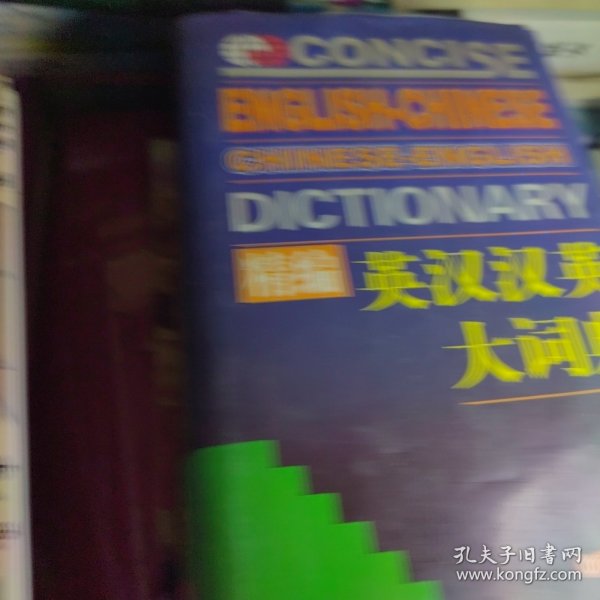 CONCISE
ENGLISH-CHINESE
CHINESE-ENGLISH
DICTIONARY
精编 英汉汉英
大词典
孔夫子旧书网
www.kongfz.com